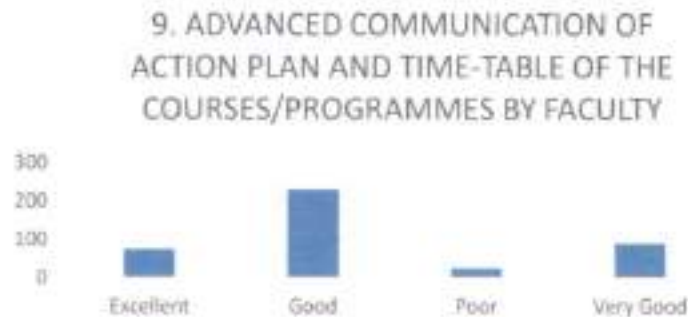 9. ADVANCED COMMUNICATION OF
ACTION PLAN AND TIME-TABLE OF THE
COURSES/PROGRAMMES BY FACULTY
300
200
100
0
Excellent Good Poor Very Good